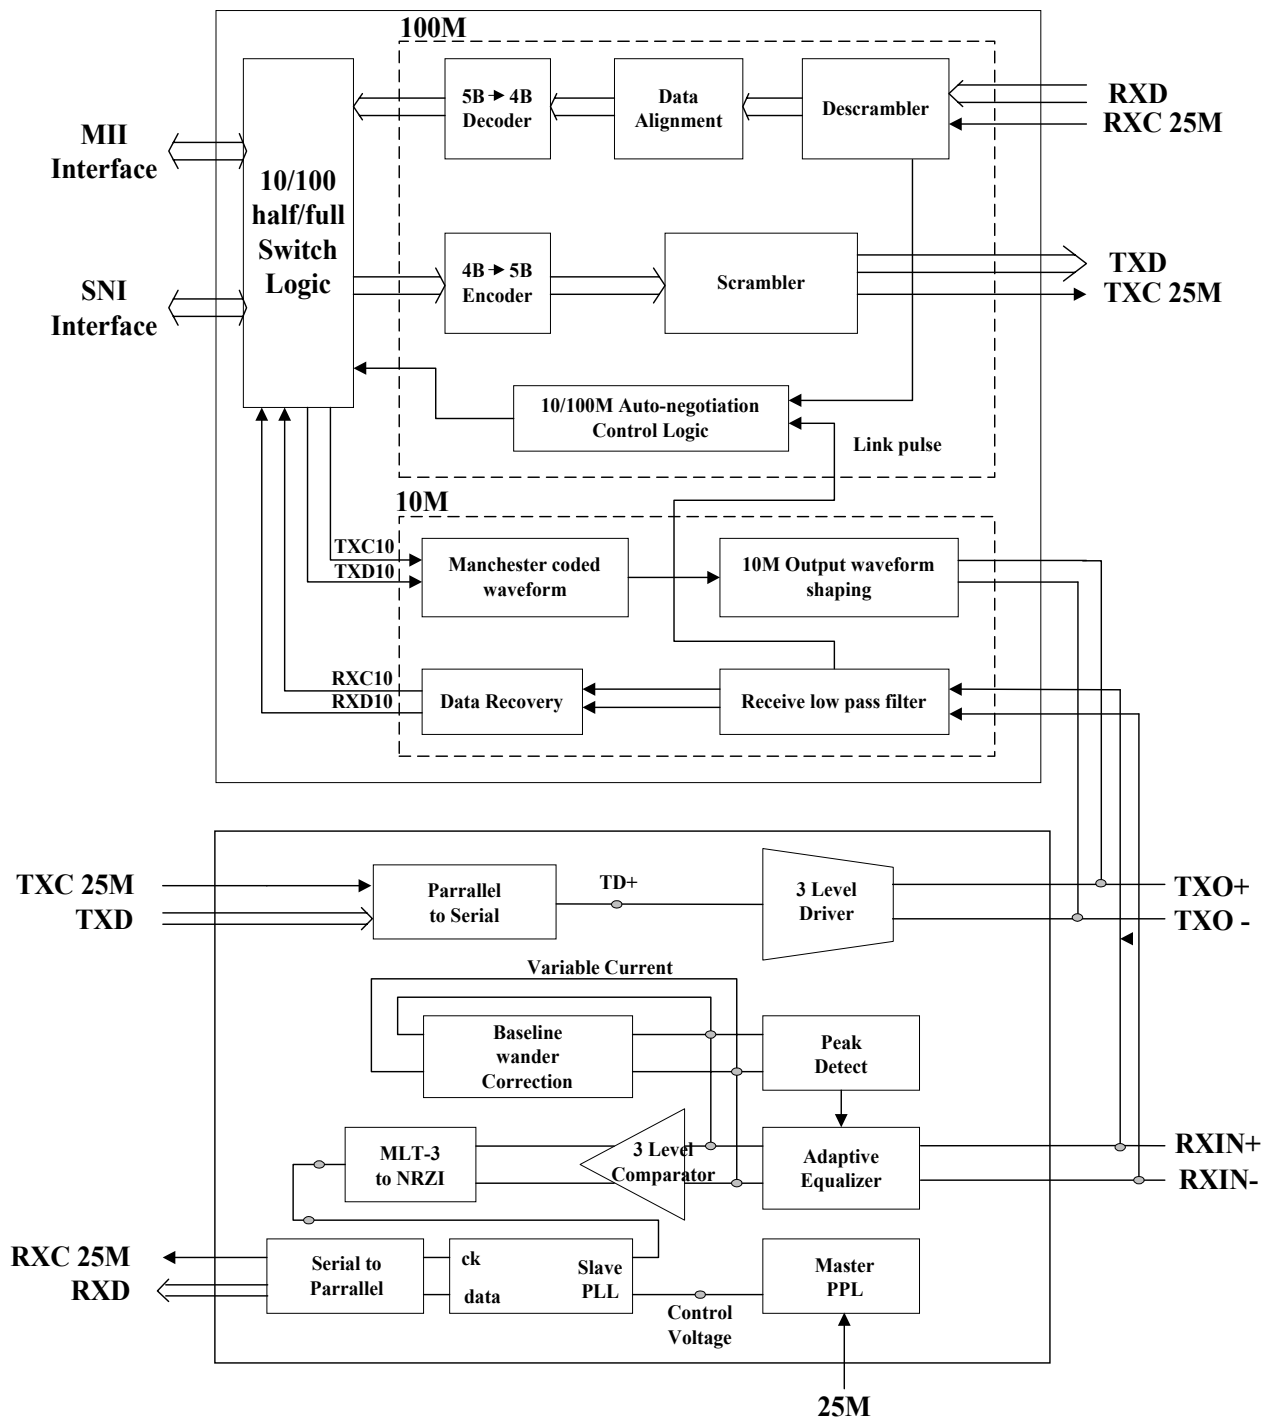 100M
MII
Interface
SNI
Interface
10/100
half/full
Switch
Logic
5B → 4B
Decoder
Data
Alignment
Descrambler
RXD
RXC 25M
4B → 5B
Encoder
Scrambler
TXD
TXC 25M
10/100M Auto-negotiation
Control Logic
Link pulse
10M
TXC10
TXD10
Manchester coded
waveform
10M Output waveform
shaping
RXC10
RXD10
Data Recovery
Receive low pass filter
TXC 25M
TXD
Parrallel
to Serial
TD+
3 Level
Driver
TXO+
TXO -
Variable Current
Baseline
wander
Correction
Peak
Detect
MLT-3
to NRZI
3 Level
Comparator
Adaptive
Equalizer
RXIN+
RXIN-
RXC 25M
RXD
Serial to
Parrallel
ck
data
Slave
PLL
Control
Voltage
Master
PPL
25M